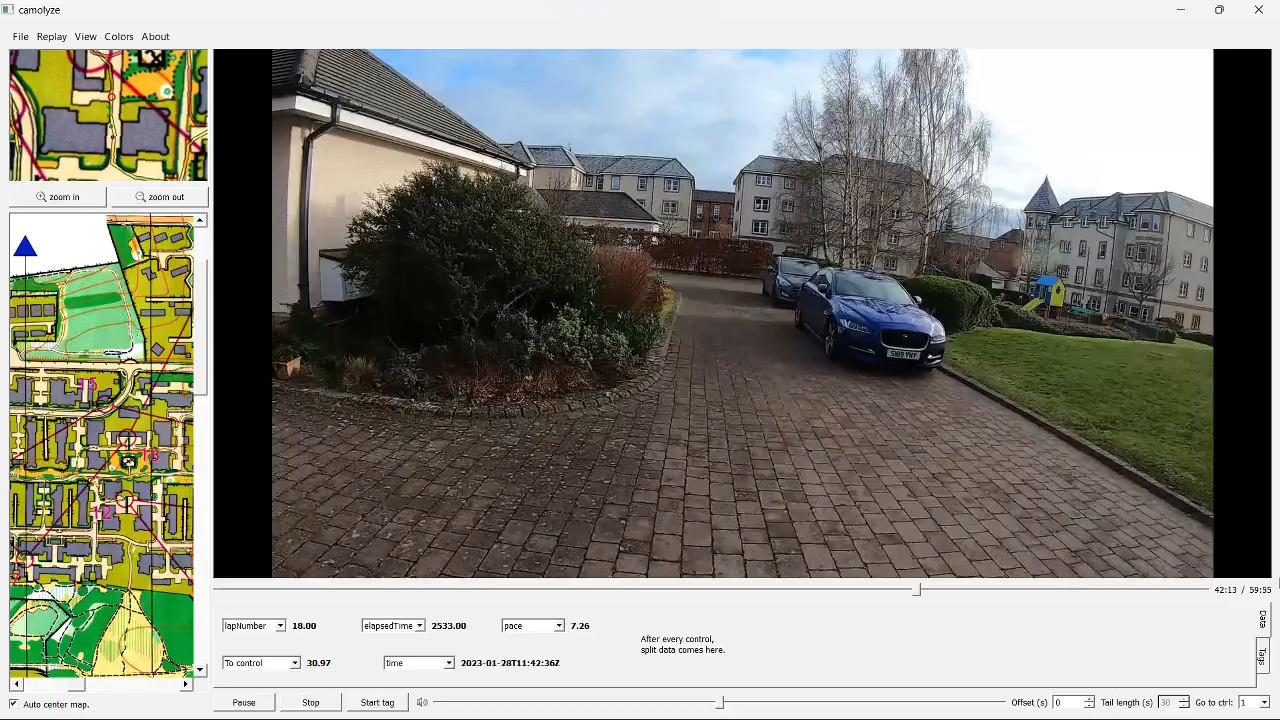 camolyze
File Replay View Colors About
zoom in zoom out
15
18
12
42:13 / 59:55
lapNumber 18.00 elapsedTime 2533.00 pace 7.26
After every control,
split data comes here.
To control 30.97 time 2023-01-28T11:42:36Z
Data
Tags
Auto center map.
Pause Stop Start tag Offset (s) 0 Tail length (s) 30 Go to ctrl: 1